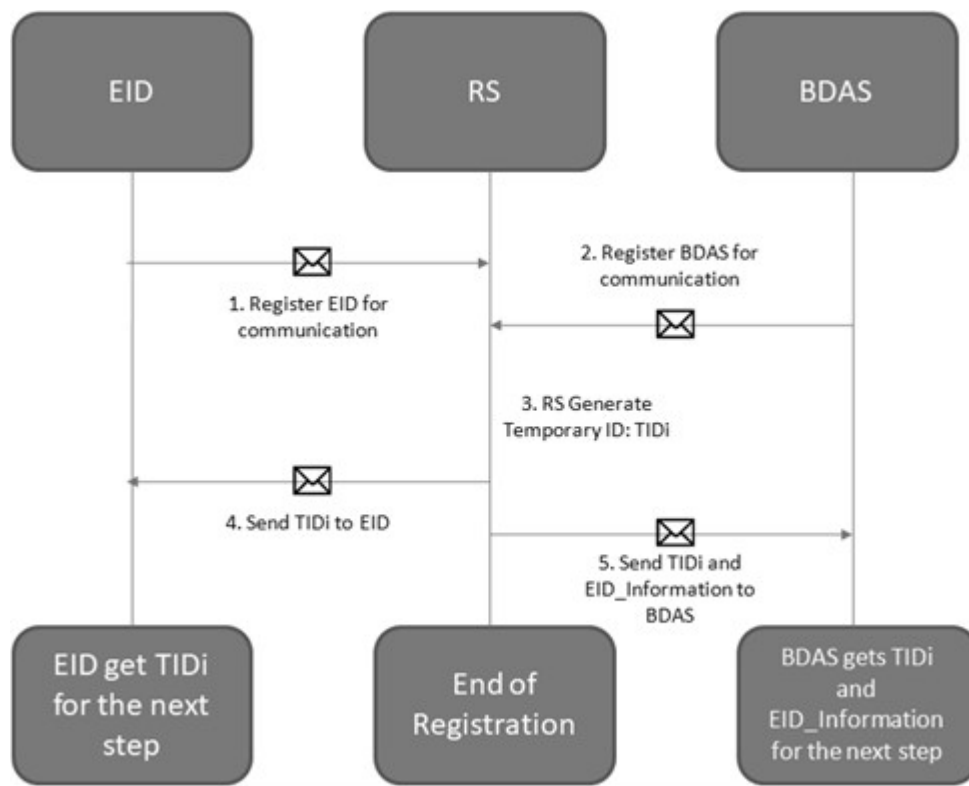 EID
RS
BDAS
2. Register BDAS for
communication
1. Register EID for
communication
3. RS Generate
Temporary ID: TIDi
4. Send TIDi to EID
5. Send TIDi and
EID_Information to
BDAS
EID get TIDi
for the next
step
End of
Registration
BDAS gets TIDi
and
EID_Information
for the next step